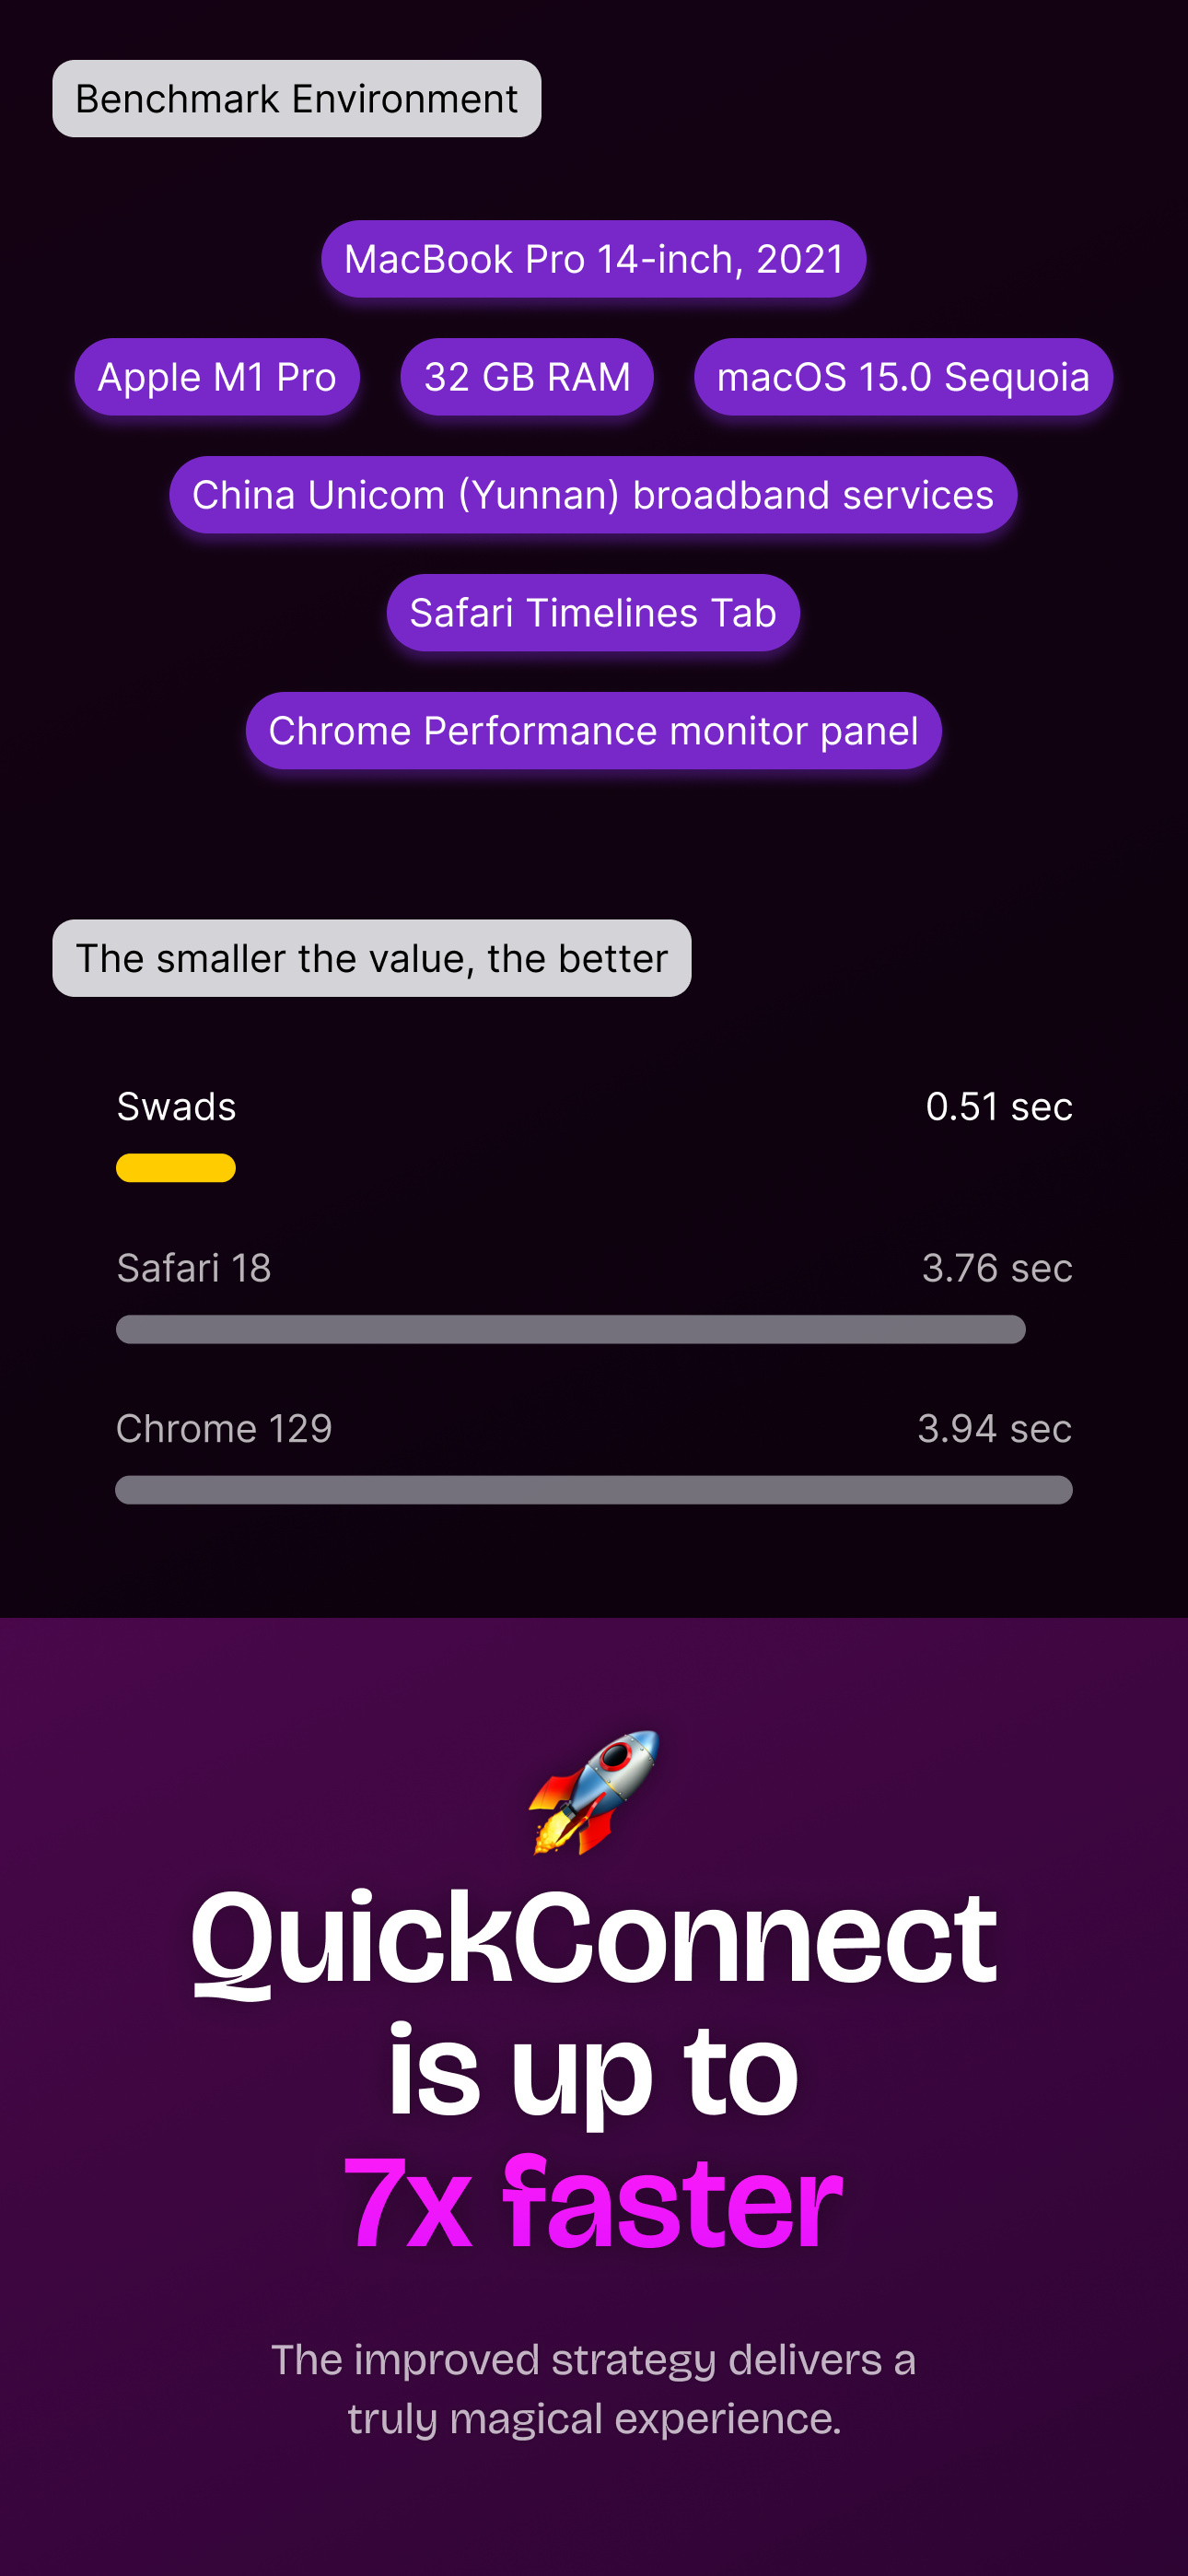 Benchmark Environment
MacBook Pro 14-inch, 2021
Apple M1 Pro
32 GB RAM
macOS 15.0 Sequoia
China Unicom (Yunnan) broadband services
Safari Timelines Tab
Chrome Performance monitor panel
The smaller the value, the better
Swads 0.51 sec
Safari 18 3.76 sec
Chrome 129 3.94 sec
QuickConnect
is up to
7x faster
The improved strategy delivers a
truly magical experience.